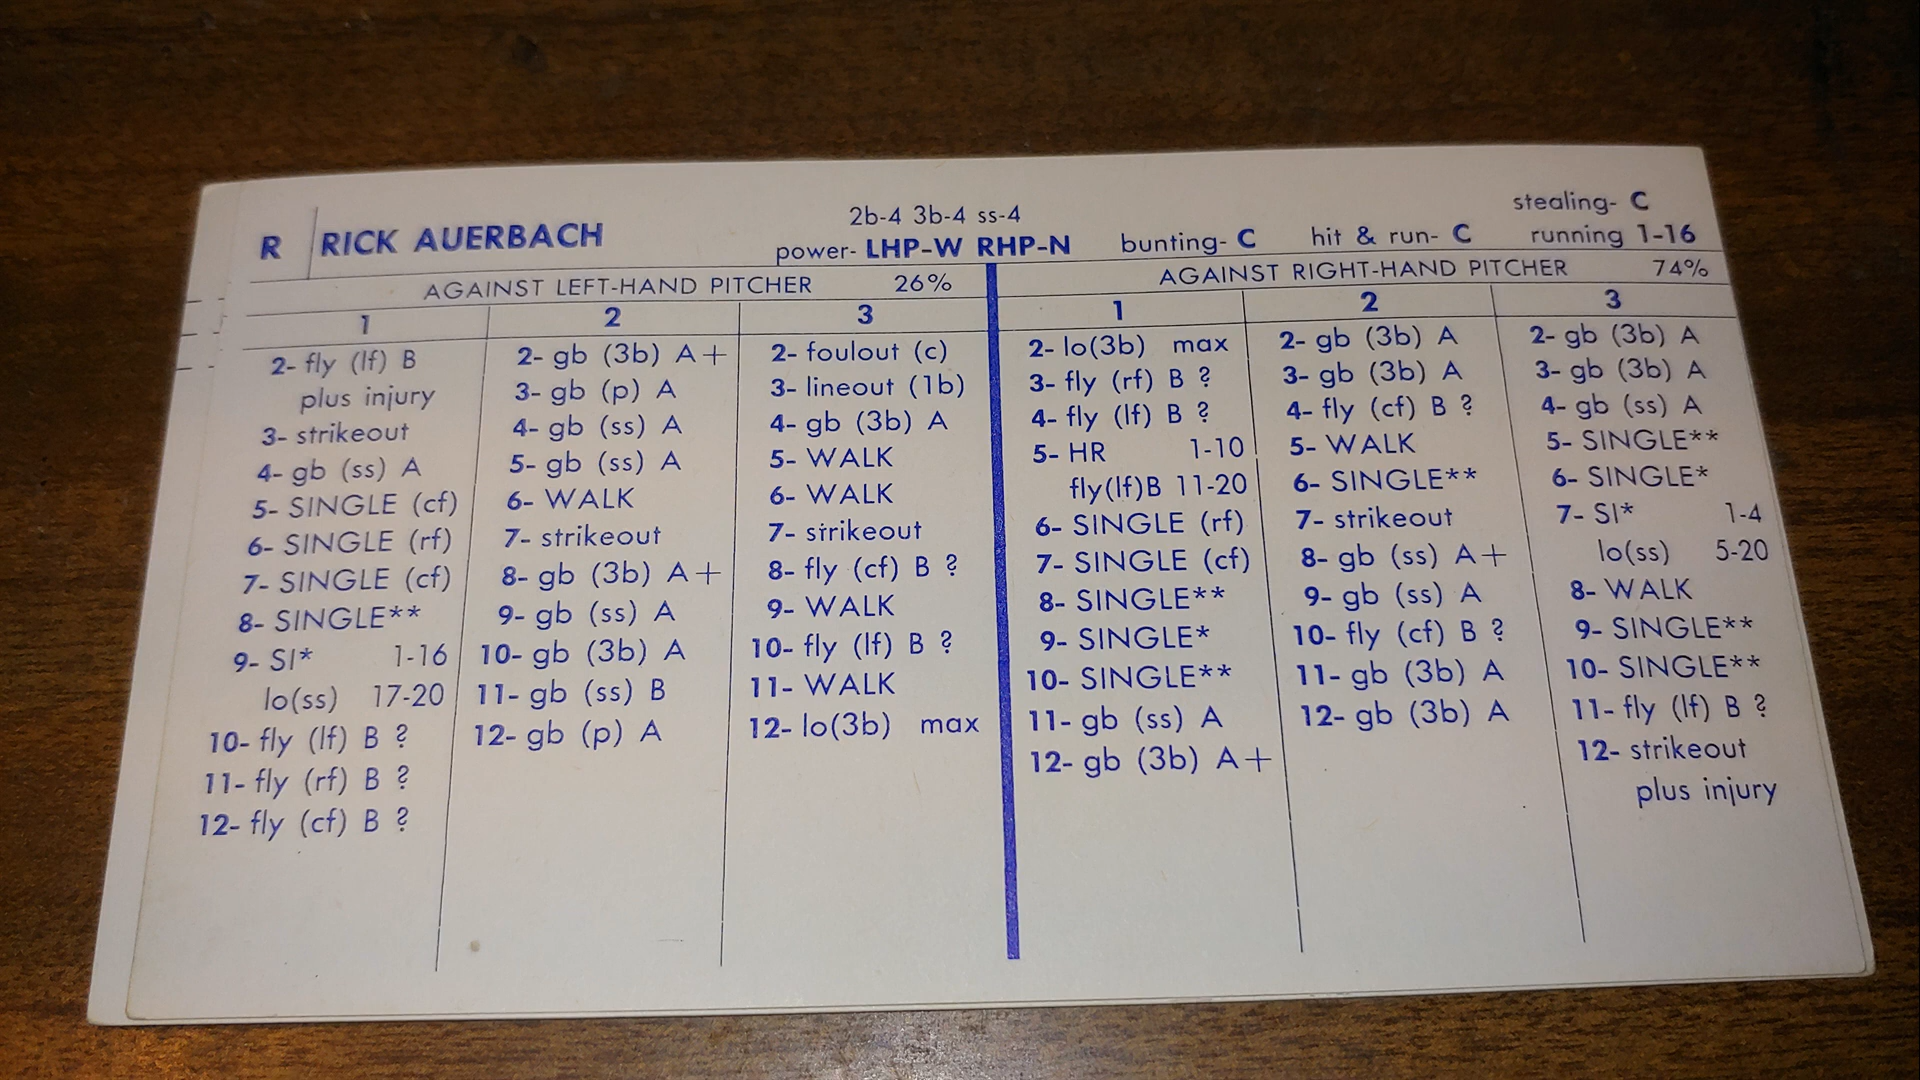 stealing- C
2b-4 3b-4 ss-4
R RICK AUERBACH power- LHP-W RHP-N bunting- C hit & run- C running 1-16
AGAINST LEFT-HAND PITCHER 26%
1 2 3
2- fly (lf) B
plus injury
3- strikeout
4- gb (ss) A
5- SINGLE (cf)
6- SINGLE (rf)
7- SINGLE (cf)
8- SINGLE**
9- SI* 1-16
lo(ss) 17-20
10- fly (lf) B ?
11- fly (rf) B ?
12- fly (cf) B ?
2- gb (3b) A+
3- gb (p) A
4- gb (ss) A
5- gb (ss) A
6- WALK
7- strikeout
8- gb (3b) A+
9- gb (ss) A
10- gb (3b) A
11- gb (ss) B
12- gb (p) A
2- foulout (c)
3- lineout (1b)
4- gb (3b) A
5- WALK
6- WALK
7- strikeout
8- fly (cf) B ?
9- WALK
10- fly (lf) B ?
11- WALK
12- lo(3b) max
AGAINST RIGHT-HAND PITCHER 74%
1 2 3
2- lo(3b) max
3- fly (rf) B ?
4- fly (lf) B ?
5- HR 1-10
fly(lf)B 11-20
6- SINGLE (rf)
7- SINGLE (cf)
8- SINGLE**
9- SINGLE*
10- SINGLE**
11- gb (ss) A
12- gb (3b) A+
2- gb (3b) A
3- gb (3b) A
4- fly (cf) B ?
5- WALK
6- SINGLE**
7- strikeout
8- gb (ss) A+
9- gb (ss) A
10- fly (cf) B ?
11- gb (3b) A
12- gb (3b) A
2- gb (3b) A
3- gb (3b) A
4- gb (ss) A
5- SINGLE**
6- SINGLE*
7- SI* 1-4
lo(ss) 5-20
8- WALK
9- SINGLE**
10- SINGLE**
11- fly (lf) B ?
12- strikeout
plus injury